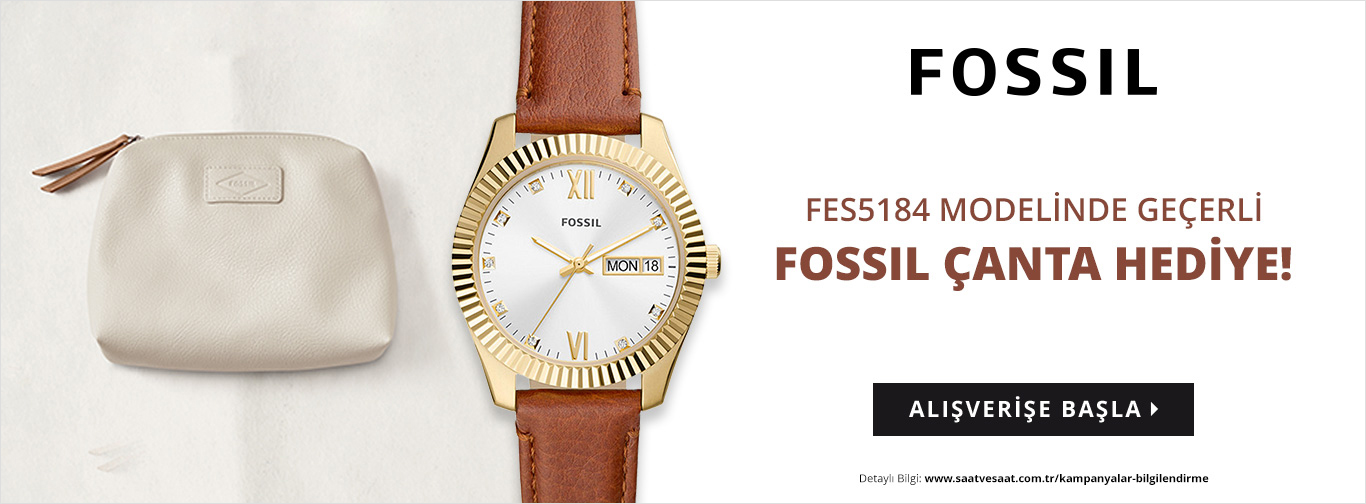 FOSSIL
XII
FOSSIL
MON 18
VI
FOSSIL
FES5184 MODELİNDE GEÇERLİ
FOSSIL ÇANTA HEDİYE!
ALIŞVERİŞE BAŞLA
Detaylı Bilgi: www.saatvesaat.com.tr/kampanyalar-bilgilendirme